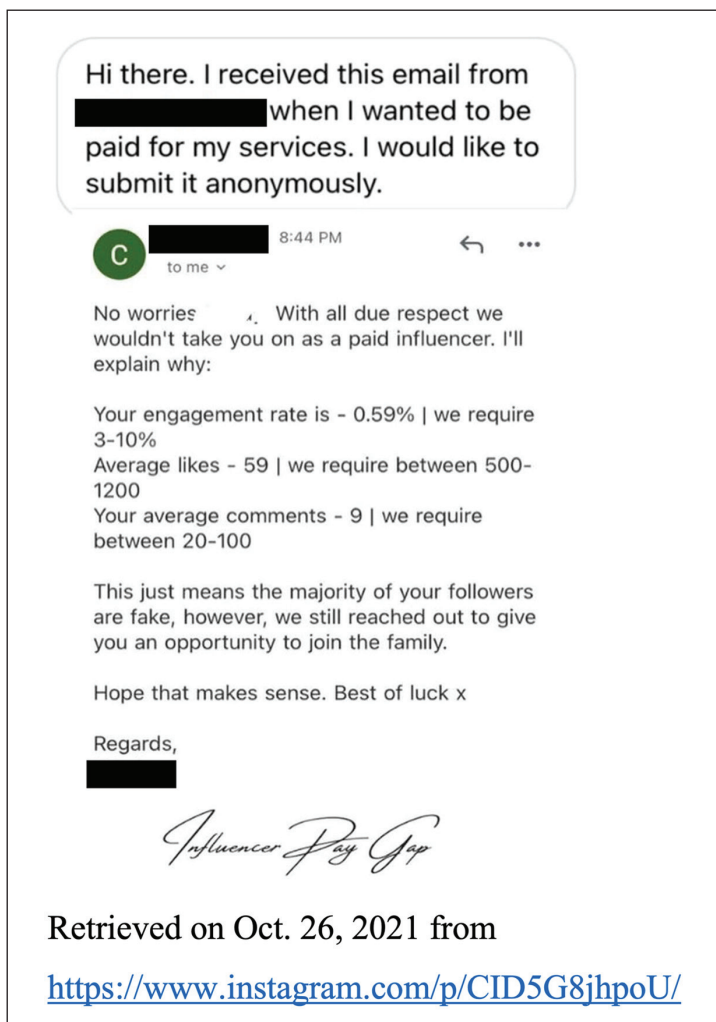 Hi there. I received this email from
when I wanted to be
paid for my services. I would like to
submit it anonymously.
C
8:44 PM
to me
No worries . With all due respect we
wouldn't take you on as a paid influencer. I'll
explain why:
Your engagement rate is - 0.59% | we require
3-10%
Average likes - 59 | we require between 500-
1200
Your average comments - 9 | we require
between 20-100
This just means the majority of your followers
are fake, however, we still reached out to give
you an opportunity to join the family.
Hope that makes sense. Best of luck x
Regards,
Influencer Pay Gap
Retrieved on Oct. 26, 2021 from
https://www.instagram.com/p/CID5G8jhpoU/